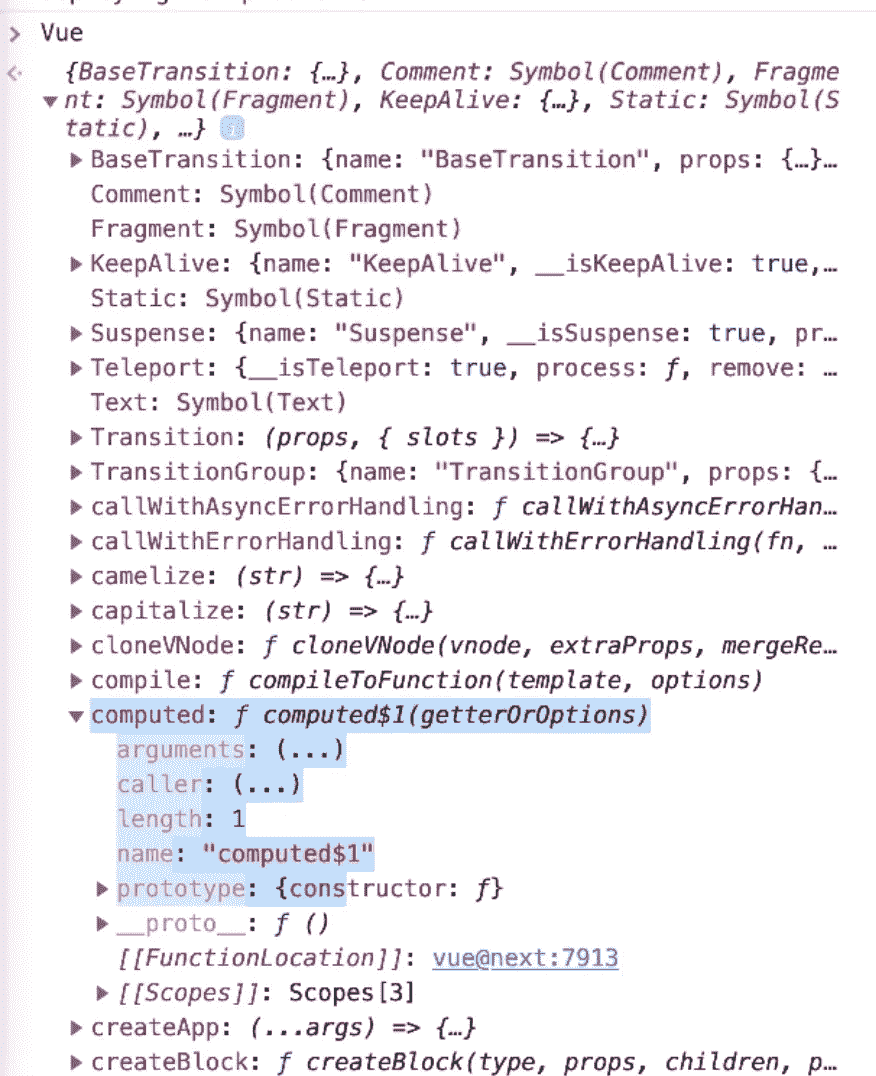 Vue
{BaseTransition: {…}, Comment: Symbol(Comment), Fragme
nt: Symbol(Fragment), KeepAlive: {…}, Static: Symbol(S
tatic), …} i
BaseTransition: {name: "BaseTransition", props: {…}…
Comment: Symbol(Comment)
Fragment: Symbol(Fragment)
KeepAlive: {name: "KeepAlive", __isKeepAlive: true,…
Static: Symbol(Static)
Suspense: {name: "Suspense", __isSuspense: true, pr…
Teleport: {__isTeleport: true, process: ƒ, remove: …
Text: Symbol(Text)
Transition: (props, { slots }) => {…}
TransitionGroup: {name: "TransitionGroup", props: {…
callWithAsyncErrorHandling: ƒ callWithAsyncErrorHan…
callWithErrorHandling: ƒ callWithErrorHandling(fn, …
camelize: (str) => {…}
capitalize: (str) => {…}
cloneVNode: ƒ cloneVNode(vnode, extraProps, mergeRe…
compile: ƒ compileToFunction(template, options)
computed: ƒ computed$1(getterOrOptions)
arguments: (...)
caller: (...)
length: 1
name: "computed$1"
prototype: {constructor: ƒ}
__proto__: ƒ ()
[[FunctionLocation]]: vue@next:7913
[[Scopes]]: Scopes[3]
createApp: (...args) => {…}
createBlock: ƒ createBlock(type, props, children, p…